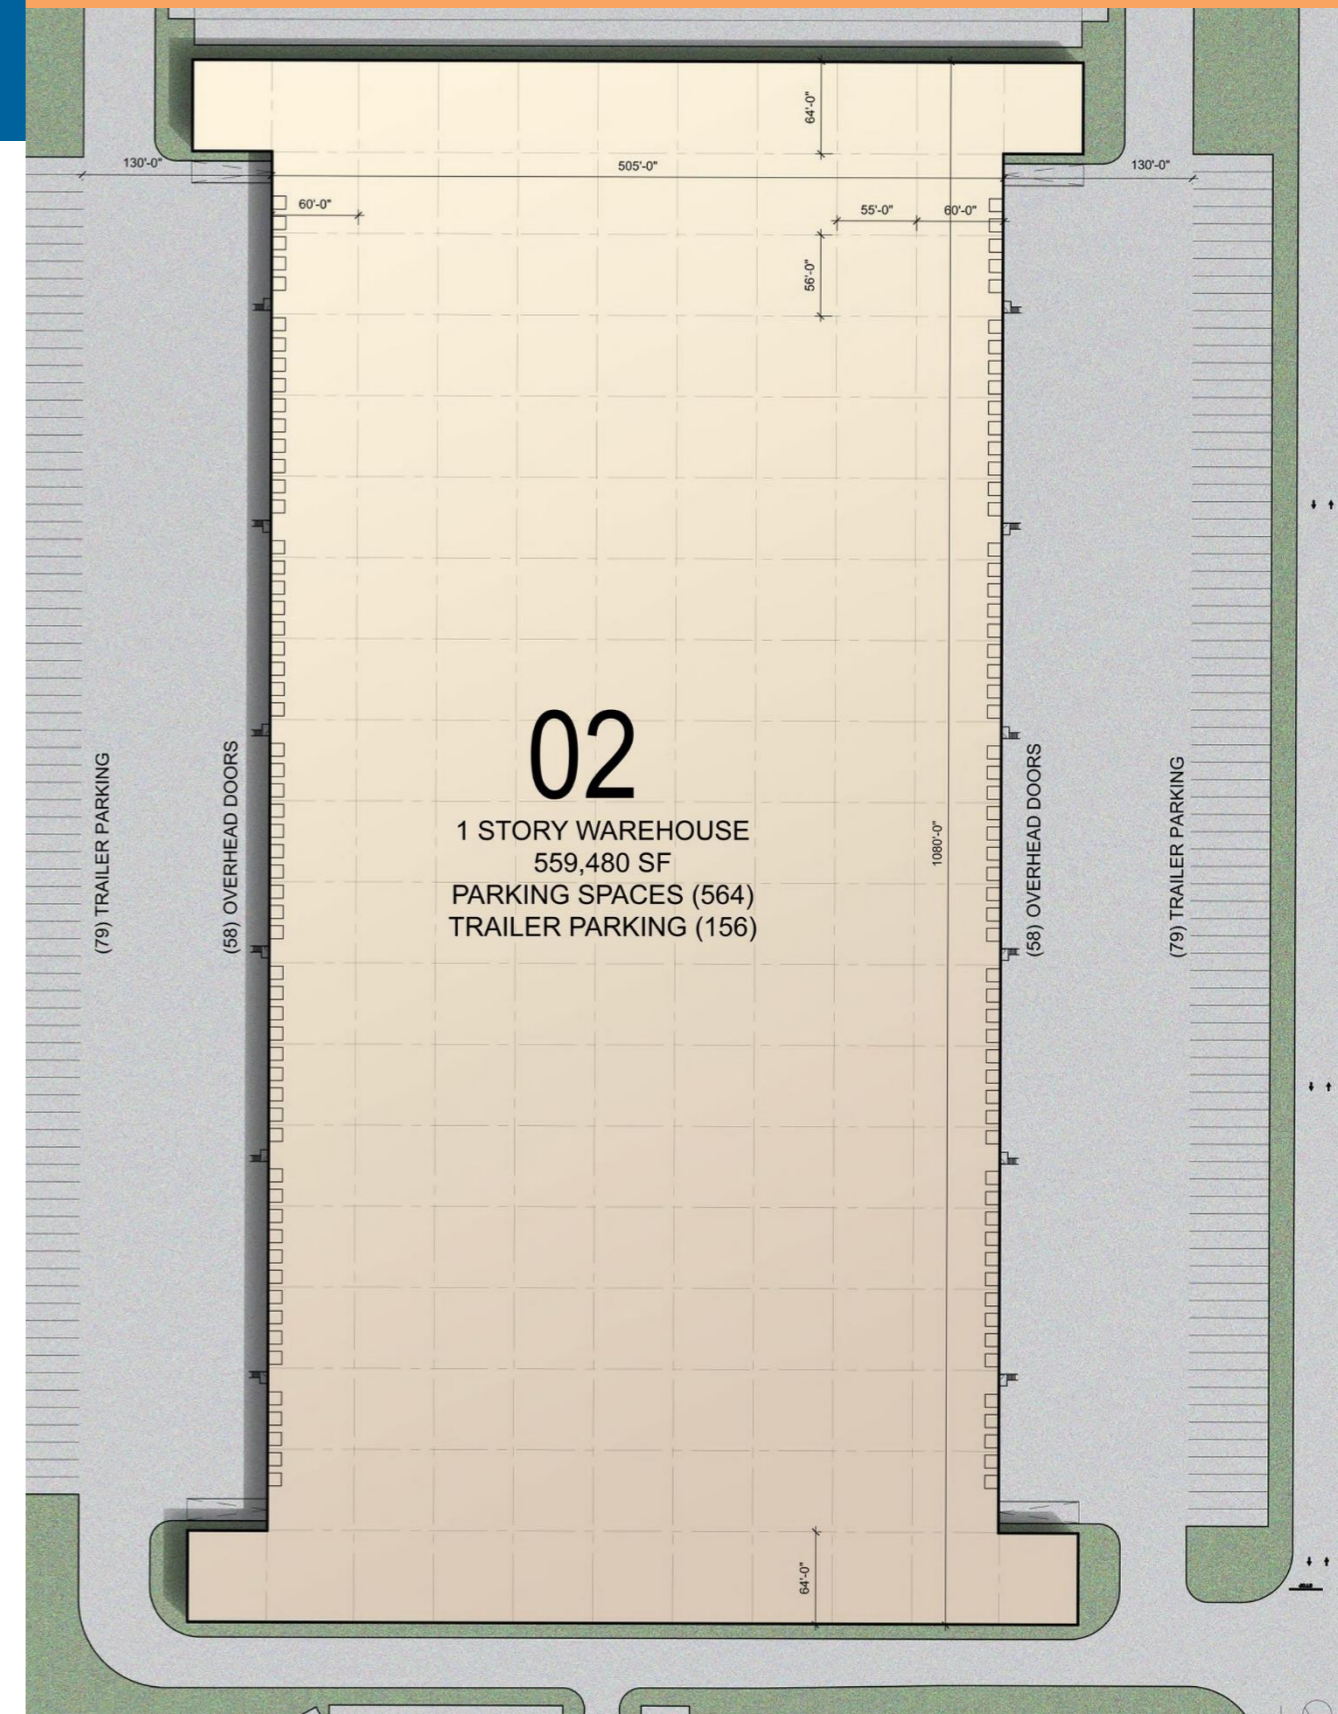 64'-0"
130'-0"
505'-0"
130'-0"
60'-0"
55'-0"
60'-0"
56'-0"
02
1 STORY WAREHOUSE
559,480 SF
PARKING SPACES (564)
TRAILER PARKING (156)
1080'-0"
(79) TRAILER PARKING
(58) OVERHEAD DOORS
(58) OVERHEAD DOORS
(79) TRAILER PARKING
64'-0"